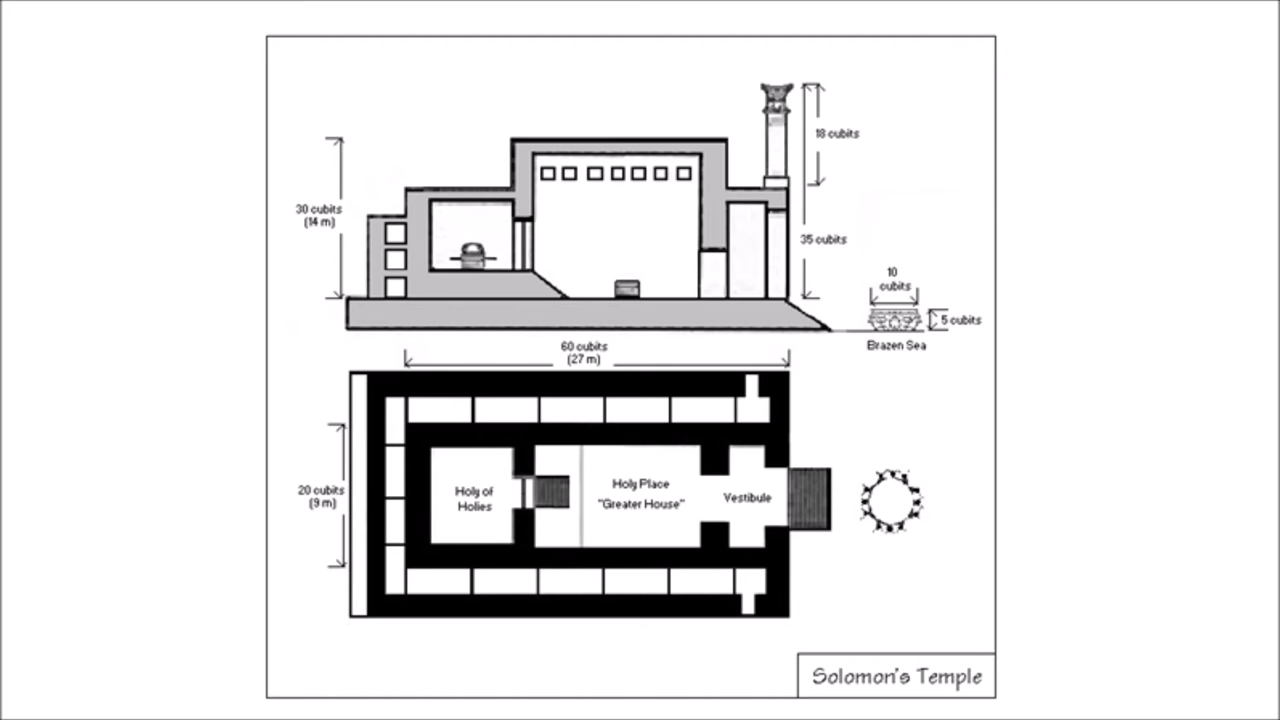 18 cubits
30 cubits
(14 m)
35 cubits
10
cubits
5 cubits
Brazen Sea
60 cubits
(27 m)
20 cubits
(9 m)
Holy of
Holies
Holy Place
"Greater House"
Vestibule
Solomon's Temple